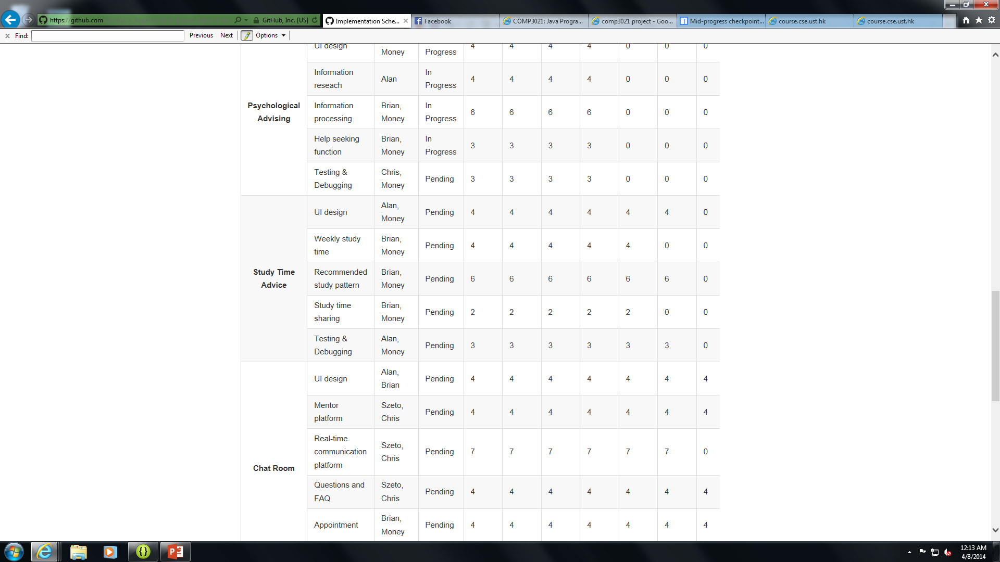 https://github.com
GitHub, Inc. [US]
Implementation Sche...
Facebook
COMP3021: Java Progra...
comp3021 project - Goo...
Mid-progress checkpoint...
course.cse.ust.hk
course.cse.ust.hk
Find:
Previous
Next
Options
UI design
Money
Progress
4 4 4 4 0 0 0
Psychological
Advising
Information
reseach
Alan
In
Progress
4 4 4 4 0 0 0
Information
processing
Brian,
Money
In
Progress
6 6 6 6 0 0 0
Help seeking
function
Brian,
Money
In
Progress
3 3 3 3 0 0 0
Testing &
Debugging
Chris,
Money
Pending
3 3 3 3 0 0 0
Study Time
Advice
UI design
Alan,
Money
Pending
4 4 4 4 4 4 0
Weekly study
time
Brian,
Money
Pending
4 4 4 4 4 0 0
Recommended
study pattern
Brian,
Money
Pending
6 6 6 6 6 6 0
Study time
sharing
Brian,
Money
Pending
2 2 2 2 2 0 0
Testing &
Debugging
Alan,
Money
Pending
3 3 3 3 3 3 0
Chat Room
UI design
Alan,
Brian
Pending
4 4 4 4 4 4 4
Mentor
platform
Szeto,
Chris
Pending
4 4 4 4 4 4 4
Real-time
communication
platform
Szeto,
Chris
Pending
7 7 7 7 7 7 0
Questions and
FAQ
Szeto,
Chris
Pending
4 4 4 4 4 4 4
Appointment
Brian,
Money
Pending
4 4 4 4 4 4 4
12:13 AM
4/8/2014